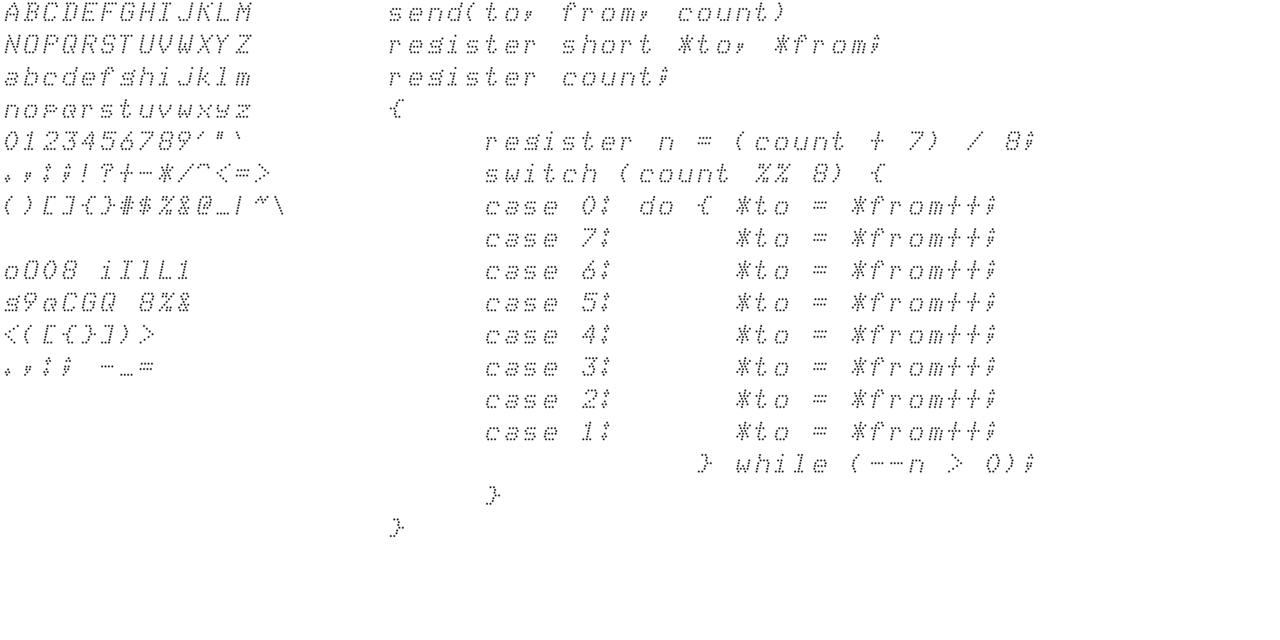 ABCDEFGHIJKLM
NOPQRSTUVWXYZ
abcdefghijklm
nopqrstuvwxyz
0123456789'"`
.,:;!?+-*/^<=>
()[]{}#$%&@_|~\
oO08 iIlL1
g9qCGQ 8%&
<([{}])>
.,:; -_=
send(to, from, count)
register short *to, *from;
register count;
{
     register n = (count + 7) / 8;
     switch (count %% 8) {
     case 0: do { *to = *from++;
     case 7:      *to = *from++;
     case 6:      *to = *from++;
     case 5:      *to = *from++;
     case 4:      *to = *from++;
     case 3:      *to = *from++;
     case 2:      *to = *from++;
     case 1:      *to = *from++;
                } while (--n > 0);
     }
}